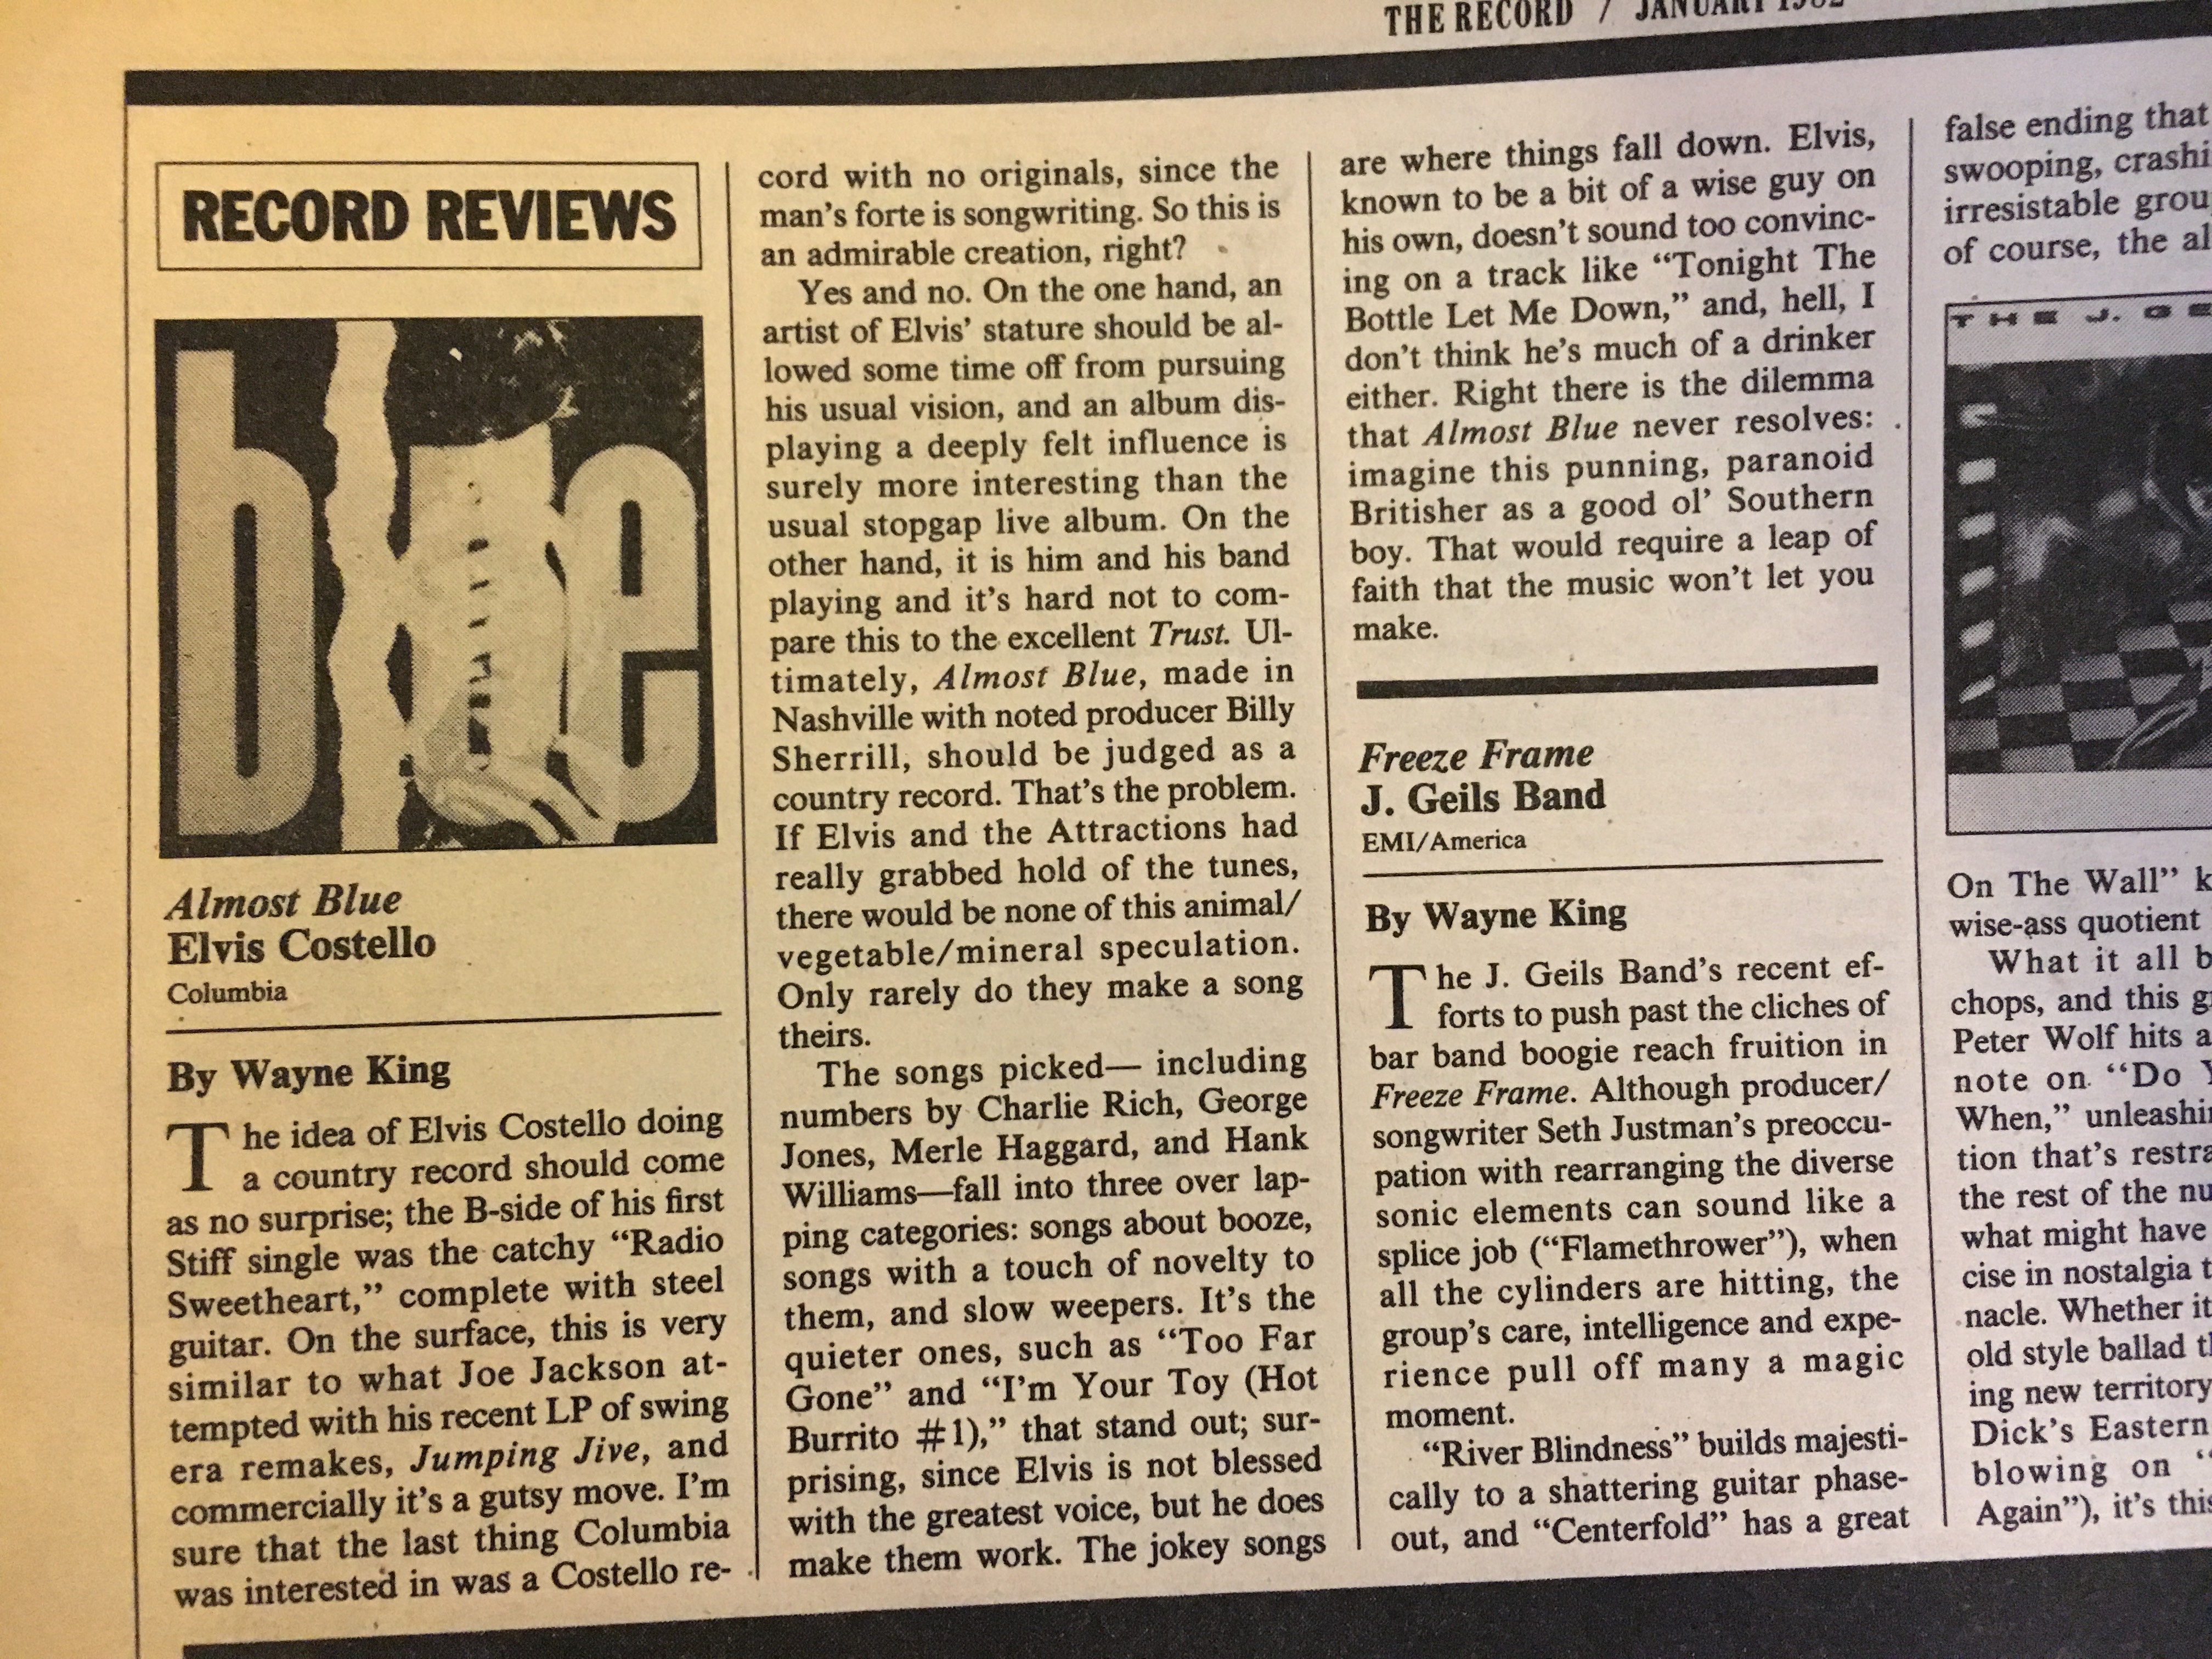 THE RECORD / JANUARY 1982
RECORD REVIEWS
blue
Almost Blue
Elvis Costello
Columbia
By Wayne King
The idea of Elvis Costello doing
a country record should come
as no surprise; the B-side of his first
Stiff single was the catchy “Radio
Sweetheart,” complete with steel
guitar. On the surface, this is very
similar to what Joe Jackson at-
tempted with his recent LP of swing
era remakes, Jumping Jive, and
commercially it's a gutsy move. I'm
sure that the last thing Columbia
was interested in was a Costello re-
cord with no originals, since the
man's forte is songwriting. So this is
an admirable creation, right?
Yes and no. On the one hand, an
artist of Elvis' stature should be al-
lowed some time off from pursuing
his usual vision, and an album dis-
playing a deeply felt influence is
surely more interesting than the
usual stopgap live album. On the
other hand, it is him and his band
playing and it's hard not to com-
pare this to the excellent Trust. Ul-
timately, Almost Blue, made in
Nashville with noted producer Billy
Sherrill, should be judged as a
country record. That's the problem.
If Elvis and the Attractions had
really grabbed hold of the tunes,
there would be none of this animal/
vegetable/mineral speculation.
Only rarely do they make a song
theirs.
The songs picked— including
numbers by Charlie Rich, George
Jones, Merle Haggard, and Hank
Williams—fall into three over lap-
ping categories: songs about booze,
songs with a touch of novelty to
them, and slow weepers. It's the
quieter ones, such as “Too Far
Gone” and “I'm Your Toy (Hot
Burrito #1),” that stand out; sur-
prising, since Elvis is not blessed
with the greatest voice, but he does
make them work. The jokey songs
are where things fall down. Elvis,
known to be a bit of a wise guy on
his own, doesn't sound too convinc-
ing on a track like “Tonight The
Bottle Let Me Down,” and, hell, I
don't think he's much of a drinker
either. Right there is the dilemma
that Almost Blue never resolves:
imagine this punning, paranoid
Britisher as a good ol' Southern
boy. That would require a leap of
faith that the music won't let you
make.
Freeze Frame
J. Geils Band
EMI/America
By Wayne King
The J. Geils Band's recent ef-
forts to push past the cliches of
bar band boogie reach fruition in
Freeze Frame. Although producer/
songwriter Seth Justman's preoccu-
pation with rearranging the diverse
sonic elements can sound like a
splice job (“Flamethrower”), when
all the cylinders are hitting, the
group's care, intelligence and expe-
rience pull off many a magic
moment.
“River Blindness” builds majesti-
cally to a shattering guitar phase-
out, and “Centerfold” has a great
false ending that
swooping, crashi
irresistable grou
of course, the al
THE J. GE
On The Wall” k
wise-ass quotient
What it all b
chops, and this g
Peter Wolf hits a
note on “Do Y
When,” unleashi
tion that's restra
the rest of the nu
what might have
cise in nostalgia t
nacle. Whether it
old style ballad t
ing new territory
Dick's Eastern
blowing on “
Again”), it's this